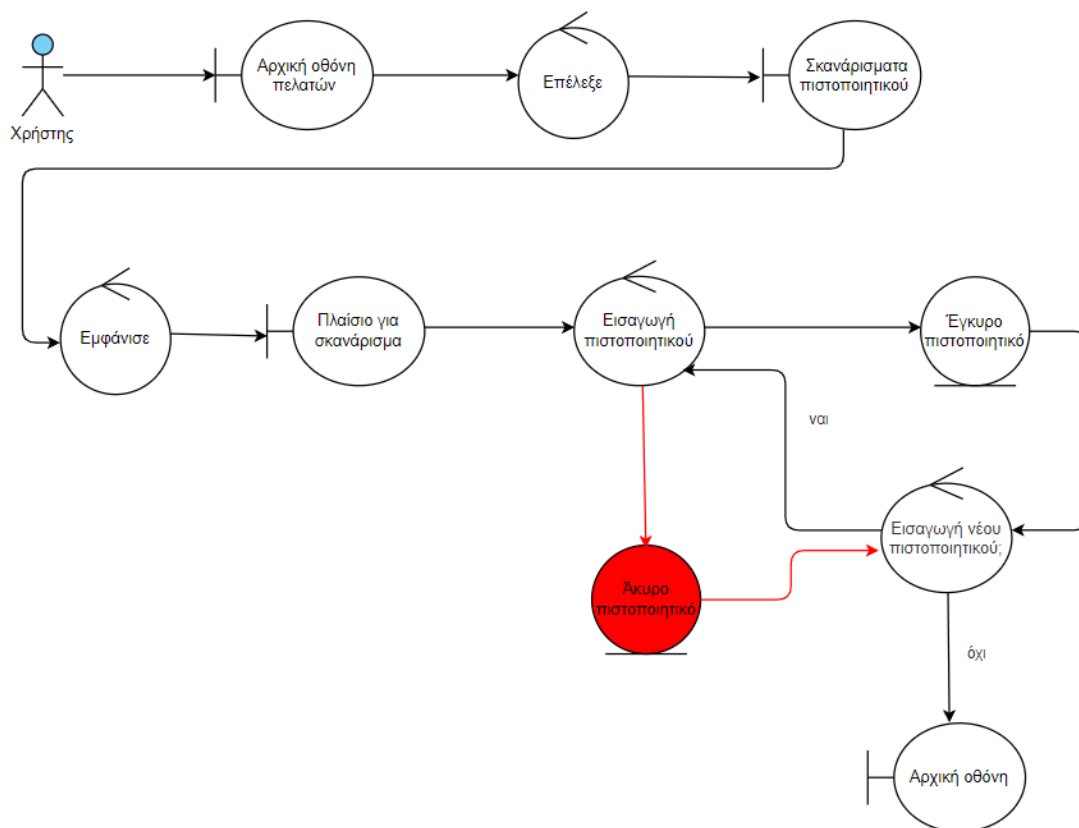 Χρήστης
Αρχική οθόνη
πελατών
Επέλεξε
Σκανάρισματα
πιστοποιητικού
Εμφάνισε
Πλαίσιο για
σκανάρισμα
Εισαγωγή
πιστοποιητικού
Έγκυρο
πιστοποιητικό
ναι
Εισαγωγή νέου
πιστοποιητικού;
Άκυρο
πιστοποιητικό
όχι
Αρχική οθόνη